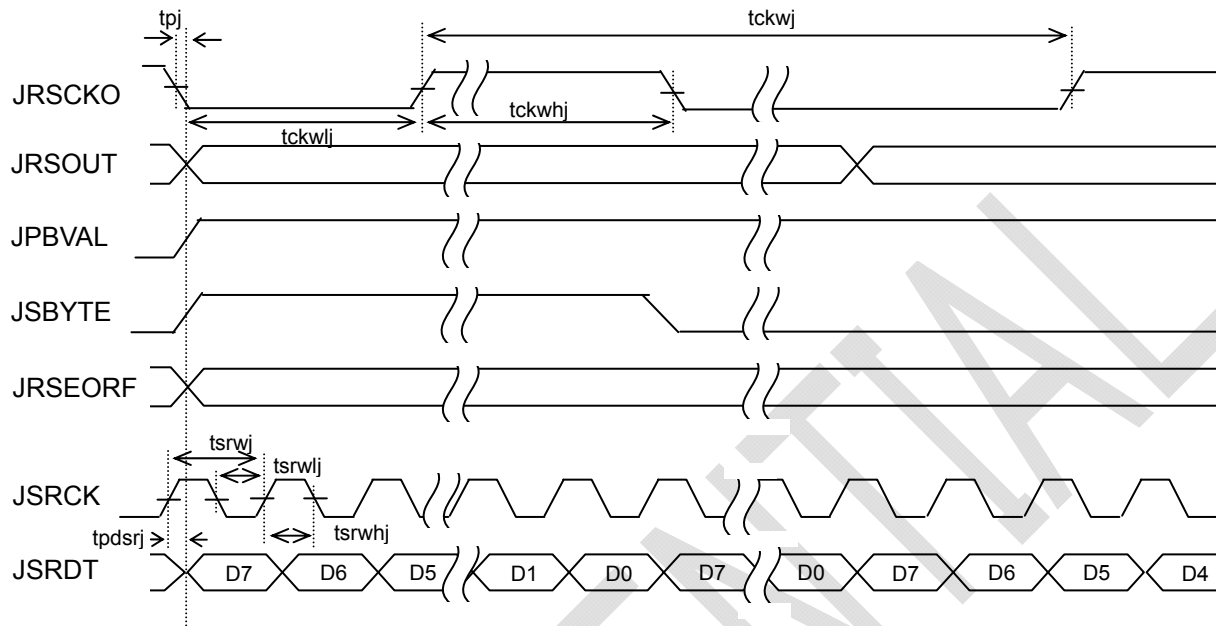 tpj
tckwj
JRSCKO
tckwhj
tckwlj
JRSOUT
JPBVAL
JSBYTE
JRSEORF
tsrwj
tsrwlj
JSRCK
tpdsrj
tsrwhj
JSRDT D7 D6 D5 D1 D0 D7 D0 D7 D6 D5 D4
ENTIAL